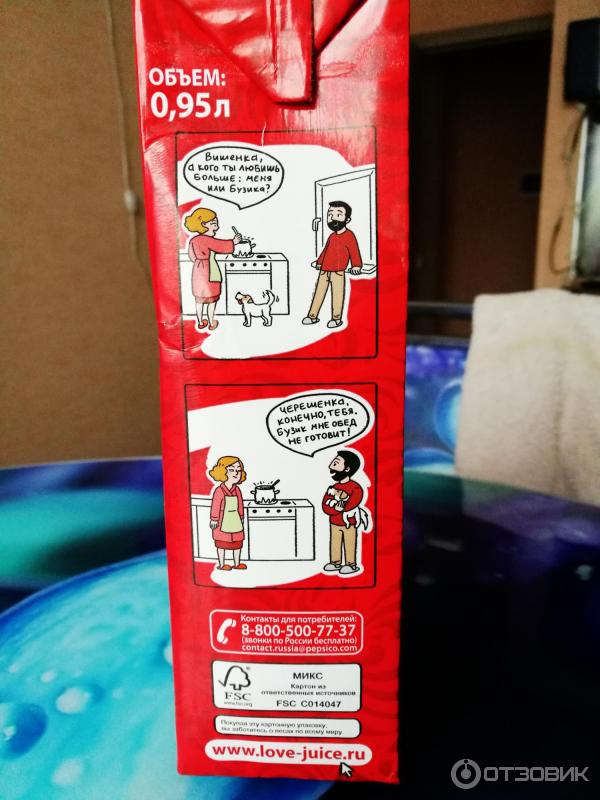 ОБЪЕМ:
0,95л
Вишенка,
а кого ты любишь
больше: меня
или Бузика?
Черешенка,
конечно, тебя.
Бузик мне обед
не готовит!
Контакты для потребителей:
8-800-500-77-37
(звонки по России бесплатно)
contact.russia@pepsico.com
FSC
www.fsc.org
МИКС
Картон из
ответственных источников
FSC C014047
Покупая эту картонную упаковку,
вы заботитесь о лесах по всему миру.
www.love-juice.ru
ОТЗОВИК